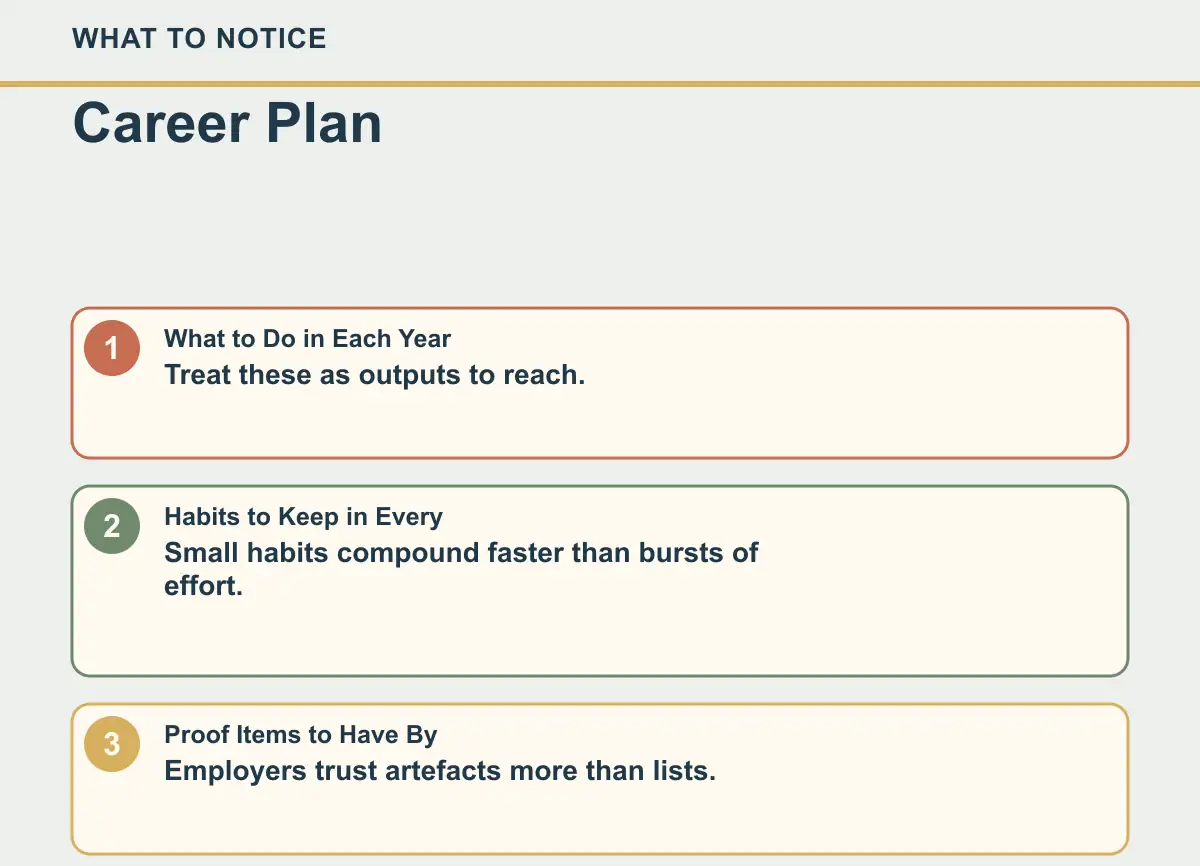 WHAT TO NOTICE
Career Plan
1
What to Do in Each Year
Treat these as outputs to reach.
2
Habits to Keep in Every
Small habits compound faster than bursts of
effort.
3
Proof Items to Have By
Employers trust artefacts more than lists.